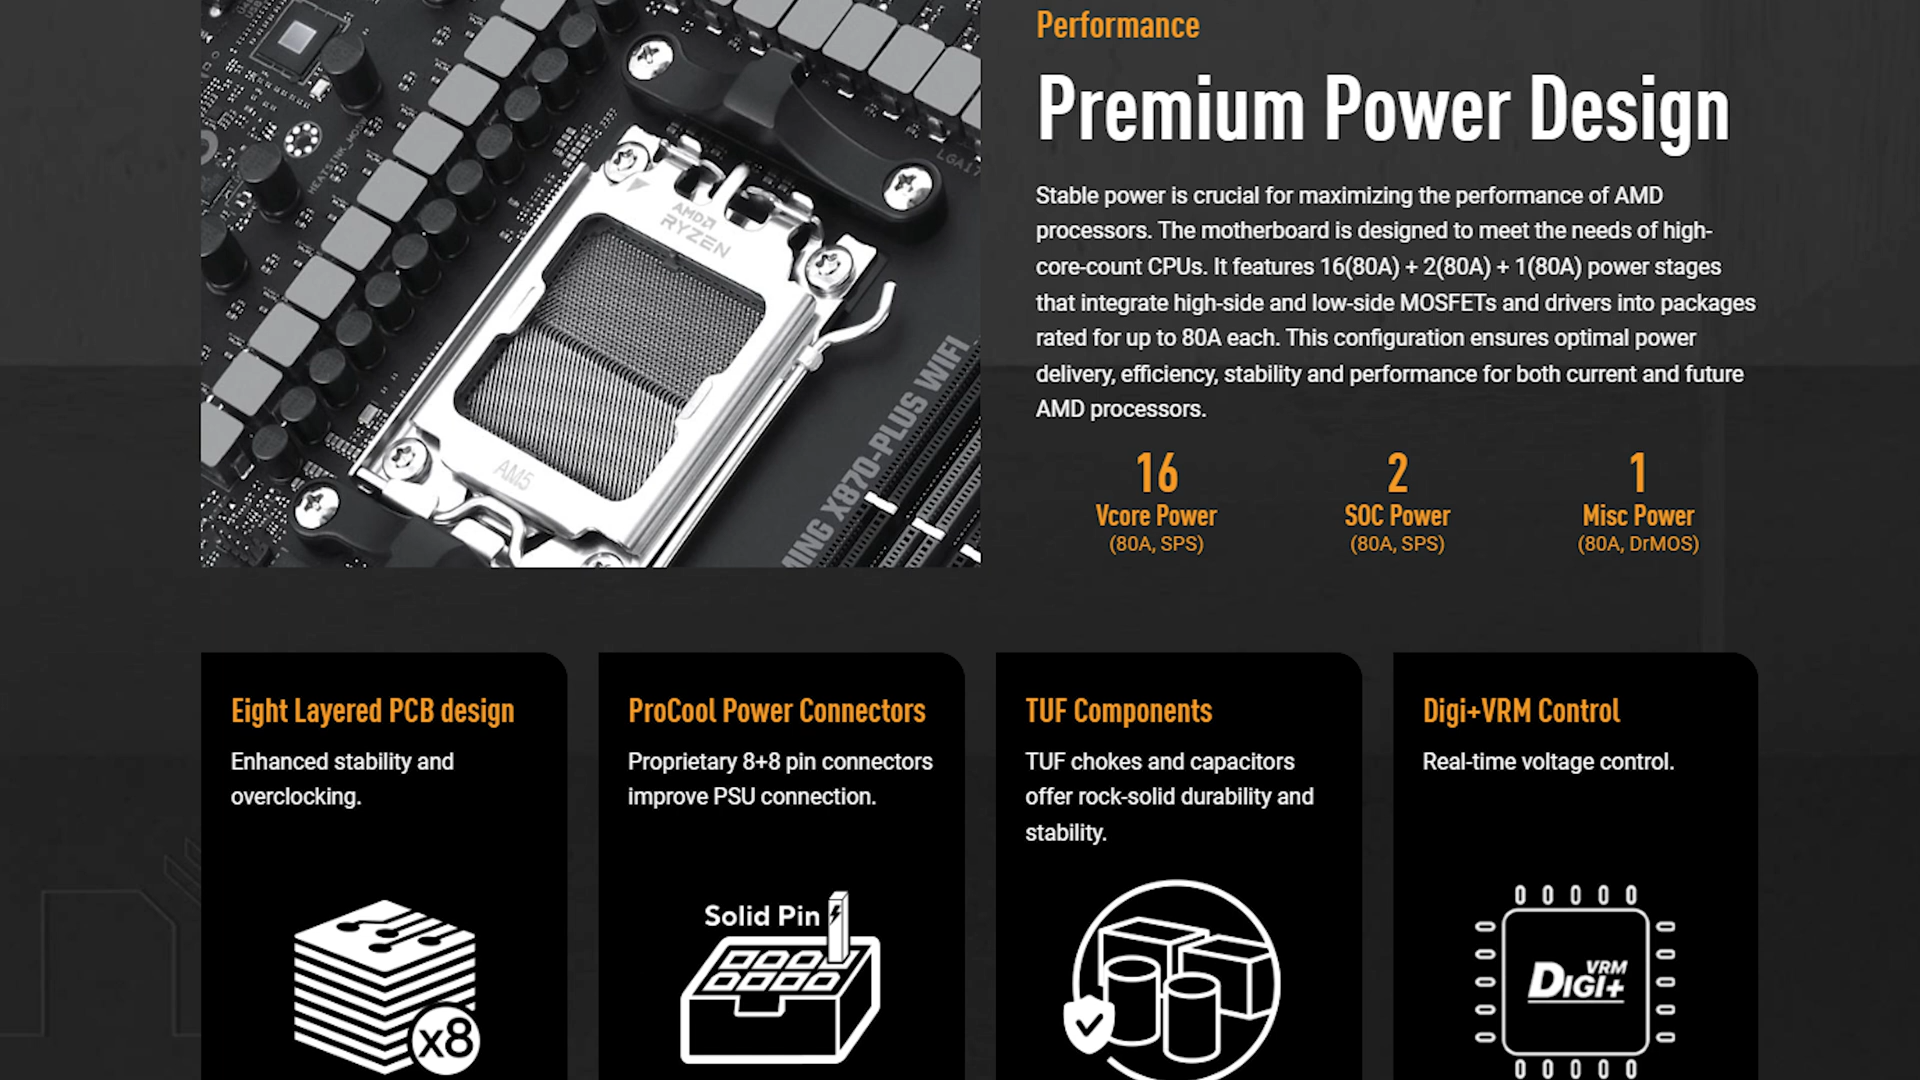 Performance
Premium Power Design
Stable power is crucial for maximizing the performance of AMD
processors. The motherboard is designed to meet the needs of high-
core-count CPUs. It features 16(80A) + 2(80A) + 1(80A) power stages
that integrate high-side and low-side MOSFETs and drivers into packages
rated for up to 80A each. This configuration ensures optimal power
delivery, efficiency, stability and performance for both current and future
AMD processors.
16
Vcore Power
(80A, SPS)
2
SOC Power
(80A, SPS)
1
Misc Power
(80A, DrMOS)
AMD
RYZEN
AM5
MING X870-PLUS WIFI
HEATSINK_MOS
LGA17
Eight Layered PCB design
Enhanced stability and
overclocking.
x8
ProCool Power Connectors
Proprietary 8+8 pin connectors
improve PSU connection.
Solid Pin
TUF Components
TUF chokes and capacitors
offer rock-solid durability and
stability.
Digi+VRM Control
Real-time voltage control.
VRM
DIGI+